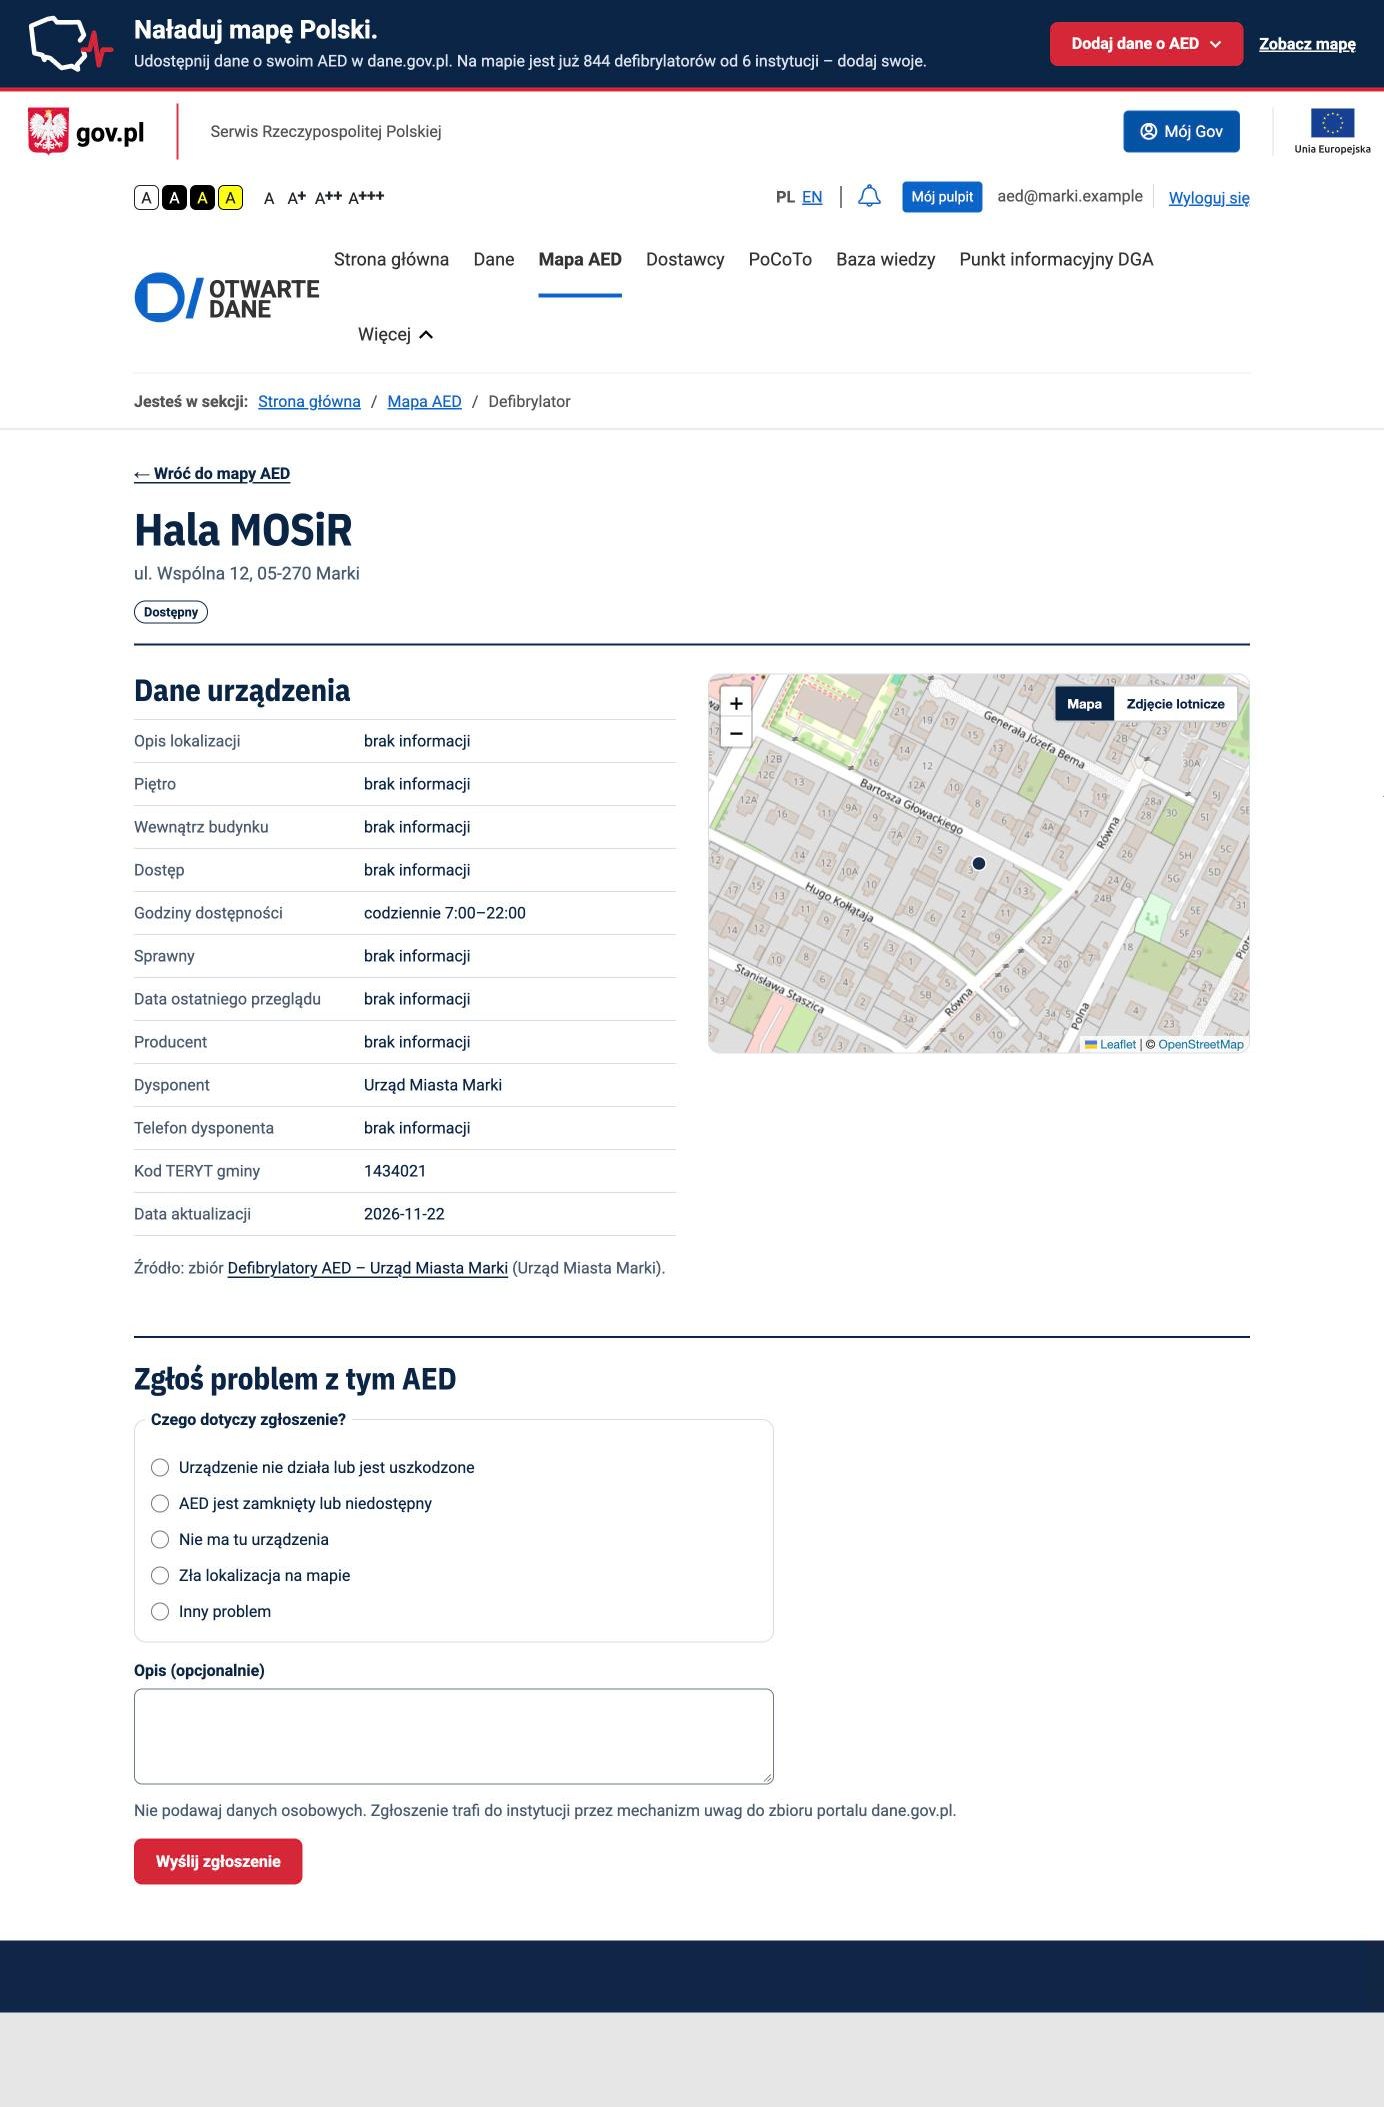 Naładuj mapę Polski.
Udostępnij dane o swoim AED w dane.gov.pl. Na mapie jest już 844 defibrylatorów od 6 instytucji – dodaj swoje.
Dodaj dane o AED
Zobacz mapę
gov.pl
Serwis Rzeczypospolitej Polskiej
Mój Gov
Unia Europejska
A A A A A A+ A++ A+++
PL EN
Mój pulpit
aed@marki.example
Wyloguj się
OTWARTE
DANE
Strona główna
Dane
Mapa AED
Dostawcy
PoCoTo
Baza wiedzy
Punkt informacyjny DGA
Więcej
Jesteś w sekcji: Strona główna / Mapa AED / Defibrylator
← Wróć do mapy AED
Hala MOSiR
ul. Wspólna 12, 05-270 Marki
Dostępny
Dane urządzenia
Opis lokalizacji brak informacji
Piętro brak informacji
Wewnątrz budynku brak informacji
Dostęp brak informacji
Godziny dostępności codziennie 7:00–22:00
Sprawny brak informacji
Data ostatniego przeglądu brak informacji
Producent brak informacji
Dysponent Urząd Miasta Marki
Telefon dysponenta brak informacji
Kod TERYT gminy 1434021
Data aktualizacji 2026-11-22
Źródło: zbiór Defibrylatory AED – Urząd Miasta Marki (Urząd Miasta Marki).
+
−
Mapa
Zdjęcie lotnicze
Generała Józefa Bema
Bartosza Głowackiego
Równa
Hugo Kołłątaja
Stanisława Staszica
Równa
Polna
Leaflet | © OpenStreetMap
Zgłoś problem z tym AED
Czego dotyczy zgłoszenie?
Urządzenie nie działa lub jest uszkodzone
AED jest zamknięty lub niedostępny
Nie ma tu urządzenia
Zła lokalizacja na mapie
Inny problem
Opis (opcjonalnie)
Nie podawaj danych osobowych. Zgłoszenie trafi do instytucji przez mechanizm uwag do zbioru portalu dane.gov.pl.
Wyślij zgłoszenie